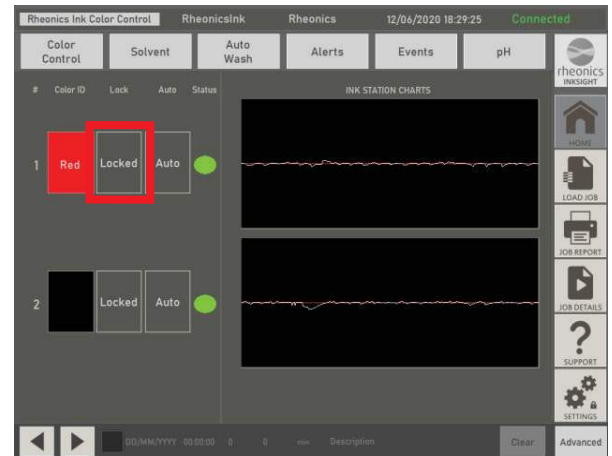 Rheonics Ink Color Control RheonicsInk Rheonics 12/06/2020 18:29:25 Connected
Color Control Solvent Auto Wash Alerts Events pH
rheonics
INKSIGHT
# Color ID Lock Auto Status INK STATION CHARTS
HOME
1 Red Locked Auto
LOAD JOB
JOB REPORT
2 Locked Auto
JOB DETAILS
SUPPORT
SETTINGS
DD/MM/YYYY 00:00:00 0 0 min Description Clear Advanced